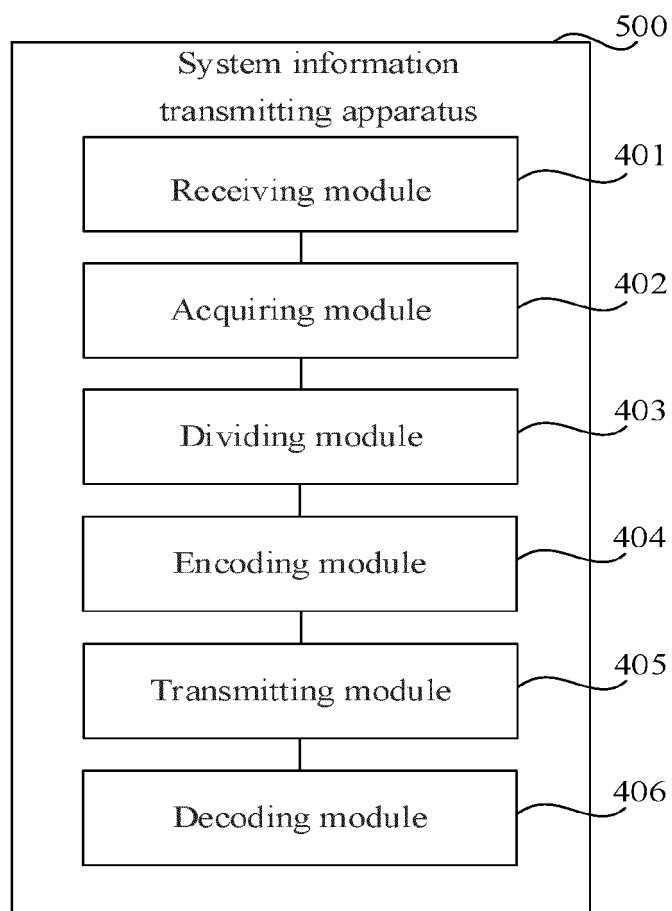 500
System information
transmitting apparatus
Receiving module
401
Acquiring module
402
Dividing module
403
Encoding module
404
Transmitting module
405
Decoding module
406